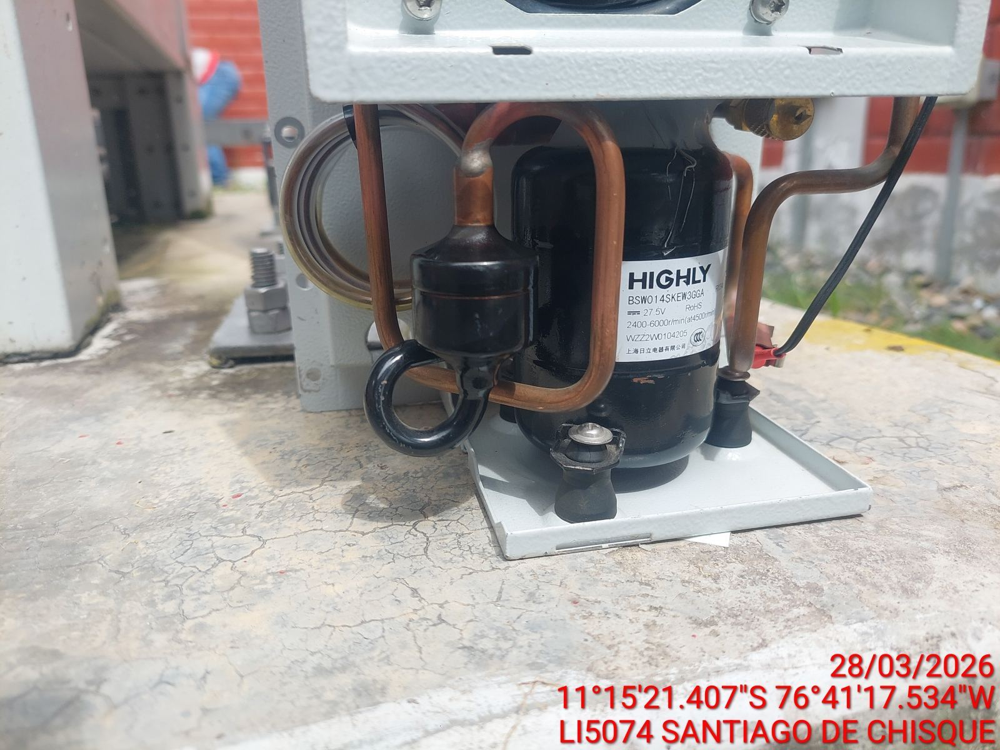 HIGHLY
BSW014SKEW3GGA
27.5V RoHS
2400-6000r/min(at4500r/min)
WZZ2W0104205
上海日立电器有限公司
28/03/2026
11°15'21.407"S 76°41'17.534"W
LI5074 SANTIAGO DE CHISQUE